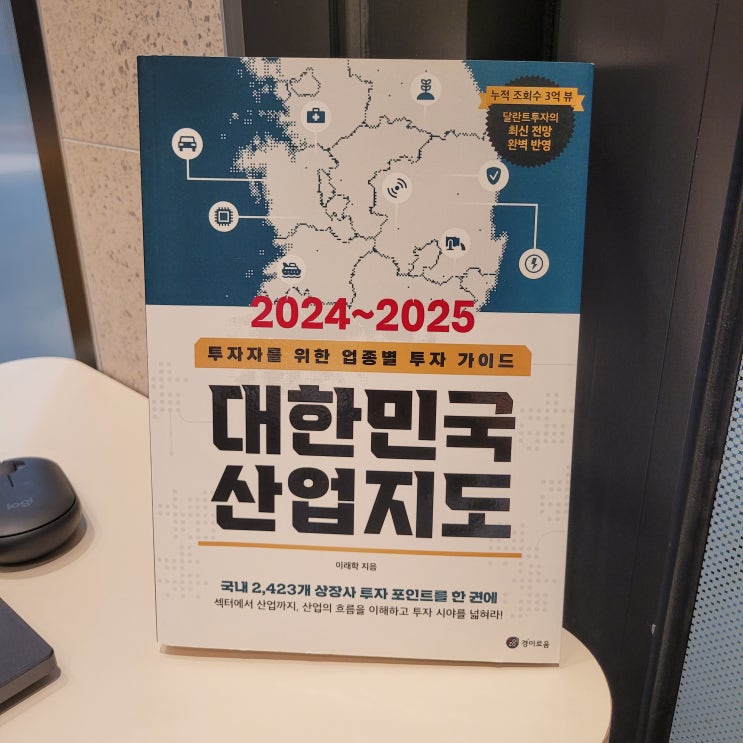 누적 조회수 3억 뷰
달란트투자의
최신 전망
완벽 반영
2024~2025
투자자를 위한 업종별 투자 가이드
대한민국
산업지도
이래학 지음
국내 2,423개 상장사 투자 포인트를 한 권에
섹터에서 산업까지, 산업의 흐름을 이해하고 투자 시야를 넓혀라!
경이로움
logi